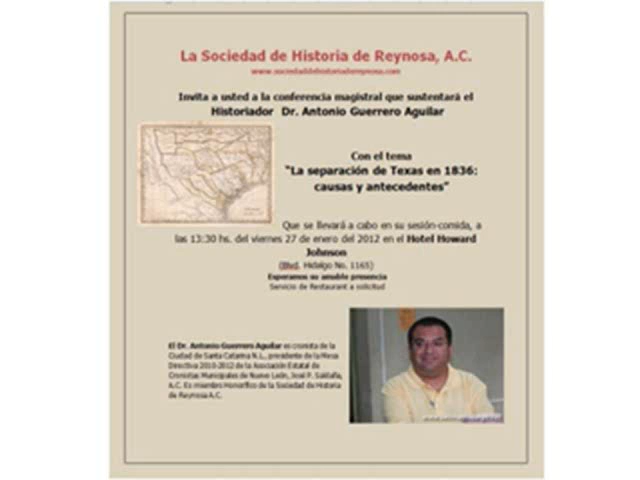 La Sociedad de Historia de Reynosa, A.C.
www.sociedaddehistoriadereynosa.com
Invita a usted a la conferencia magistral que sustentará el
Historiador Dr. Antonio Guerrero Aguilar
Con el tema
"La separación de Texas en 1836:
causas y antecedentes"
Que se llevará a cabo en su sesión-comida, a
las 13:30 hs. del viernes 27 de enero del 2012 en el Hotel Howard
Johnson
(Blvd. Hidalgo No. 1165)
Esperamos su amable presencia
Servicio de Restaurant a solicitud
El Dr. Antonio Guerrero Aguilar es cronista de la
Ciudad de Santa Catarina N.L., presidente de la Mesa
Directiva 2010-2012 de la Asociación Estatal de
Cronistas Municipales de Nuevo León, José P. Saldaña,
A.C. Es miembro Honorífico de la Sociedad de Historia
de Reynosa A.C.